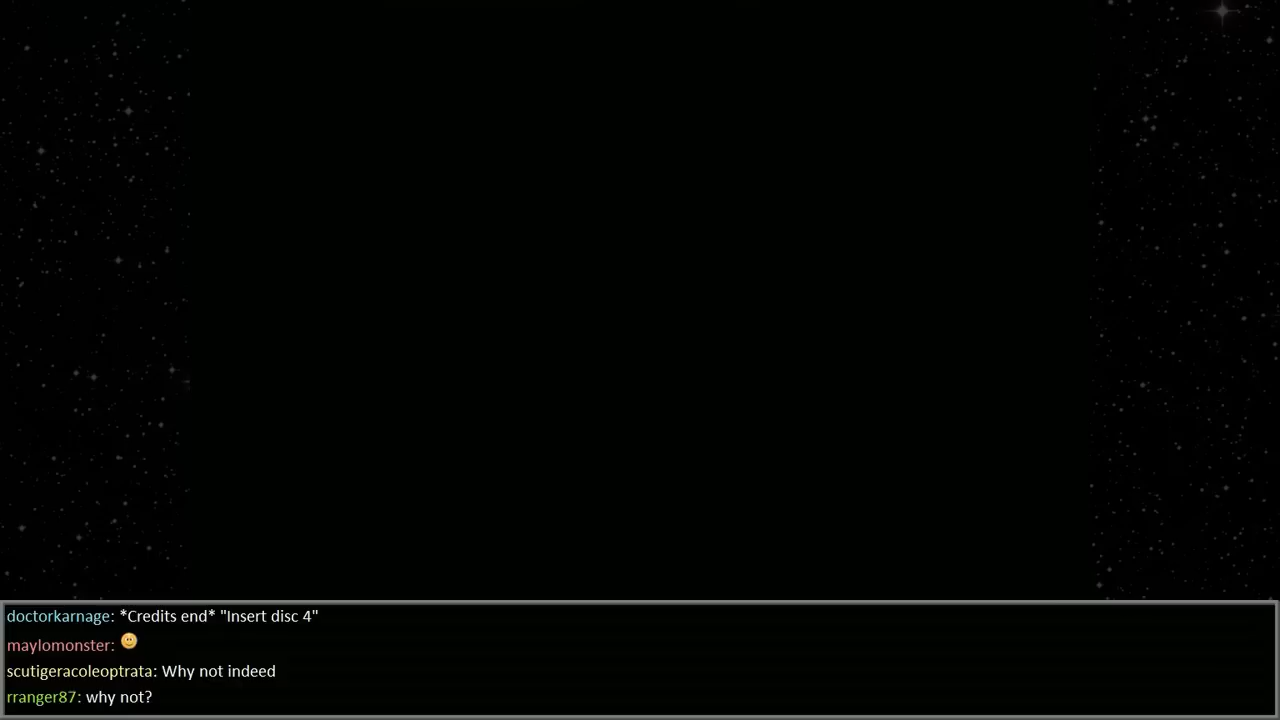 doctorkarnage: *Credits end* "Insert disc 4"
maylomonster:
scutigeracoleoptrata: Why not indeed
rranger87: why not?